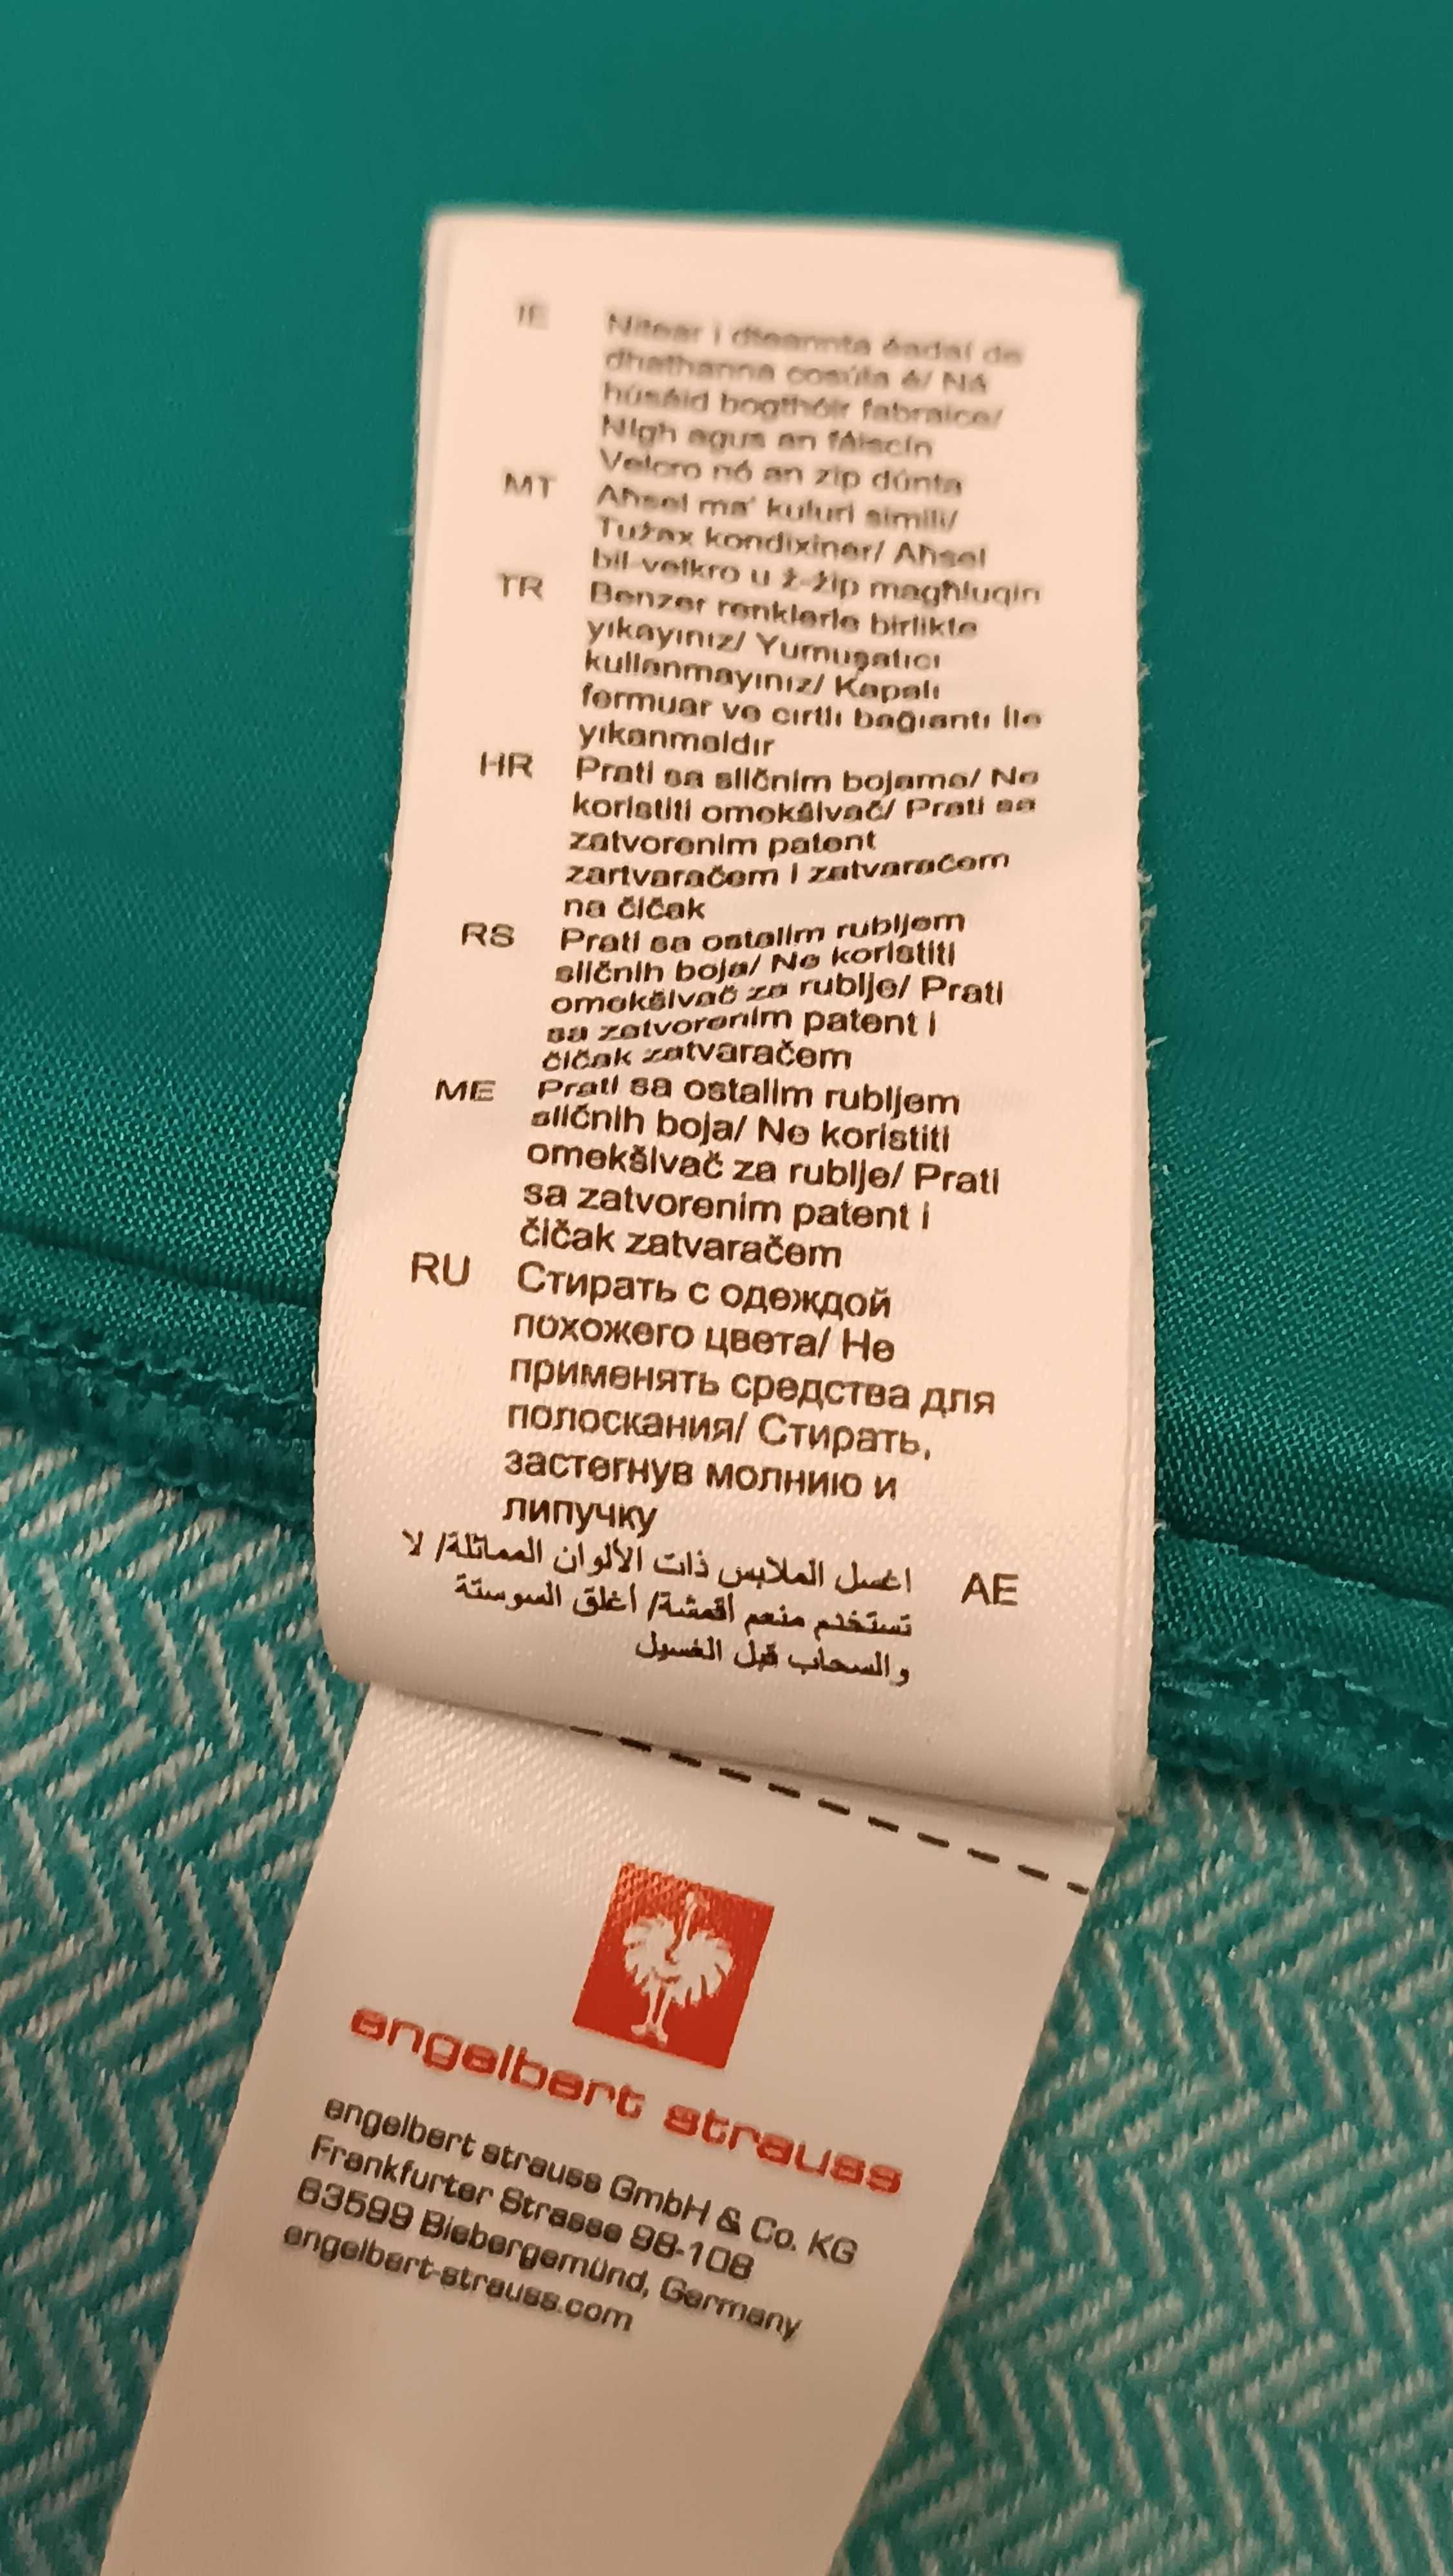 IE Nitear i dteannta éadaí de
dhathanna cosúla é/ Ná
húsáid bogthóir fabraice/
Nigh agus an fáiscín
Velcro nó an zip dúnta
MT Aħsel ma' kuluri simili/
Tużax kondixiner/ Aħsel
bil-velkro u ż-żip magħluqin
TR Benzer renklerle birlikte
yıkayınız/ Yumuşatıcı
kullanmayınız/ Kapalı
fermuar ve cırtlı bağlantı İle
yıkanmaldır
HR Prati sa sličnim bojama/ Ne
koristiti omekšivač/ Prati sa
zatvorenim patent
zartvaračem i zatvaračem
na čičak
RS Prati sa ostalim rubljem
sličnih boja/ Ne koristiti
omekšivač za rublje/ Prati
sa zatvorenim patent i
čičak zatvaračem
ME Prati sa ostalim rubljem
sličnih boja/ Ne koristiti
omekšivač za rublje/ Prati
sa zatvorenim patent i
čičak zatvaračem
RU Стирать с одеждой
похожего цвета/ Не
применять средства для
полоскания/ Стирать,
застегнув молнию и
липучку
AE اغسل الملابس ذات الألوان المماثلة/ لا
تستخدم منعم أقمشة/ أغلق السوستة
والسحاب قبل الغسيل
engelbert strauss
engelbert strauss GmbH & Co. KG
Frankfurter Strasse 98-108
63599 Biebergemünd, Germany
engelbert-strauss.com